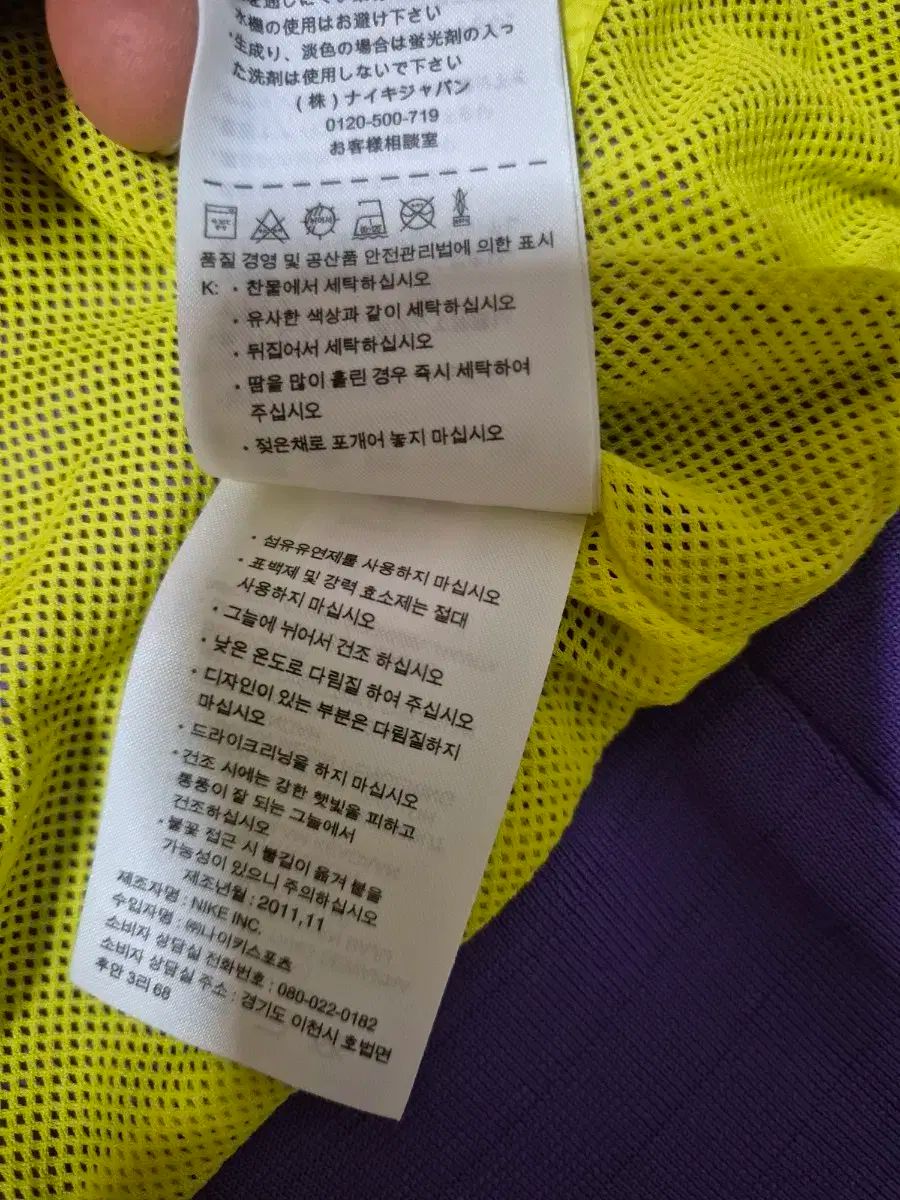 水機の使用はお避け下さい
・生成り、淡色の場合は蛍光剤の入っ
た洗剤は使用しないで下さい
(株)ナイキジャパン
0120-500-719
お客様相談室
품질 경영 및 공산품 안전관리법에 의한 표시
K: · 찬물에서 세탁하십시오
· 유사한 색상과 같이 세탁하십시오
· 뒤집어서 세탁하십시오
· 땀을 많이 흘린 경우 즉시 세탁하여
주십시오
· 젖은채로 포개어 놓지 마십시오
· 섬유유연제를 사용하지 마십시오
· 표백제 및 강력 효소제는 절대
사용하지 마십시오
· 그늘에 뉘어서 건조 하십시오
· 낮은 온도로 다림질 하여 주십시오
· 디자인이 있는 부분은 다림질하지
마십시오
· 드라이크리닝을 하지 마십시오
· 건조 시에는 강한 햇빛을 피하고
통풍이 잘 되는 그늘에서
건조하십시오
· 불꽃 접근 시 불길이 옮겨 붙을
가능성이 있으니 주의하십시오
제조년월 : 2011,11
제조자명 : NIKE INC.
수입자명 : ㈜나이키스포츠
소비자 상담실 전화번호 : 080-022-0182
소비자 상담실 주소 : 경기도 이천시 호법면
후안 3리 68